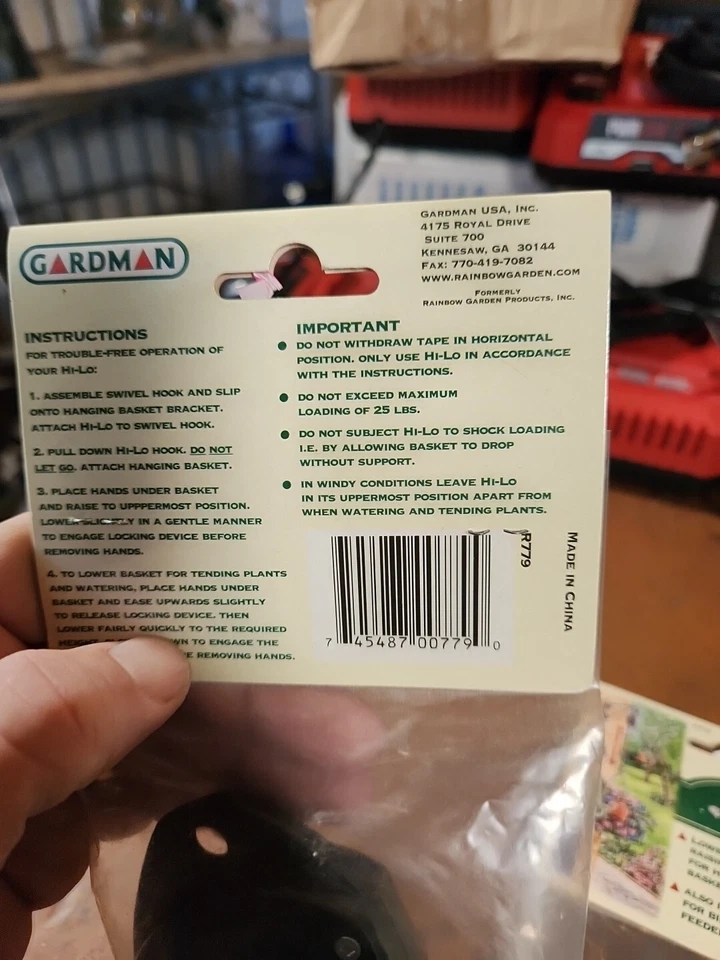 GARDMAN
GARDMAN USA, INC.
4175 ROYAL DRIVE
SUITE 700
KENNESAW, GA 30144
FAX: 770-419-7082
WWW.RAINBOWGARDEN.COM
FORMERLY
RAINBOW GARDEN PRODUCTS, INC.
INSTRUCTIONS
FOR TROUBLE-FREE OPERATION OF
YOUR HI-LO:
1. ASSEMBLE SWIVEL HOOK AND SLIP
ONTO HANGING BASKET BRACKET.
ATTACH HI-LO TO SWIVEL HOOK.
2. PULL DOWN HI-LO HOOK. DO NOT
LET GO. ATTACH HANGING BASKET.
3. PLACE HANDS UNDER BASKET
AND RAISE TO UPPPERMOST POSITION.
LOWER SLIGHTLY IN A GENTLE MANNER
TO ENGAGE LOCKING DEVICE BEFORE
REMOVING HANDS.
4. TO LOWER BASKET FOR TENDING PLANTS
AND WATERING, PLACE HANDS UNDER
BASKET AND EASE UPWARDS SLIGHTLY
TO RELEASE LOCKING DEVICE. THEN
LOWER FAIRLY QUICKLY TO THE REQUIRED
TO ENGAGE THE
REMOVING HANDS.
IMPORTANT
● DO NOT WITHDRAW TAPE IN HORIZONTAL
POSITION. ONLY USE HI-LO IN ACCORDANCE
WITH THE INSTRUCTIONS.
● DO NOT EXCEED MAXIMUM
LOADING OF 25 LBS.
● DO NOT SUBJECT HI-LO TO SHOCK LOADING
I.E. BY ALLOWING BASKET TO DROP
WITHOUT SUPPORT.
● IN WINDY CONDITIONS LEAVE HI-LO
IN ITS UPPERMOST POSITION APART FROM
WHEN WATERING AND TENDING PLANTS.
R779
MADE IN CHINA
7 45487 00779 0
▲ ALSO
FOR